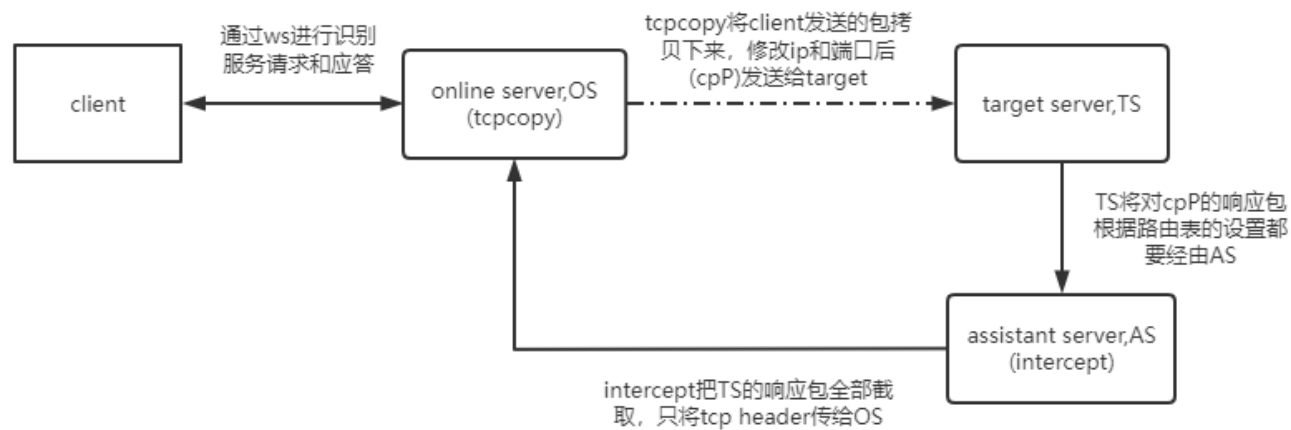 通过ws进行识别
服务请求和应答
tcpcopy将client发送的包拷
贝下来，修改ip和端口后
(cpP)发送给target
client
online server,OS
(tcpcopy)
target server,TS
TS将对cpP的响应包
根据路由表的设置都
要经由AS
assistant server,AS
(intercept)
intercept把TS的响应包全部截
取，只将tcp header传给OS